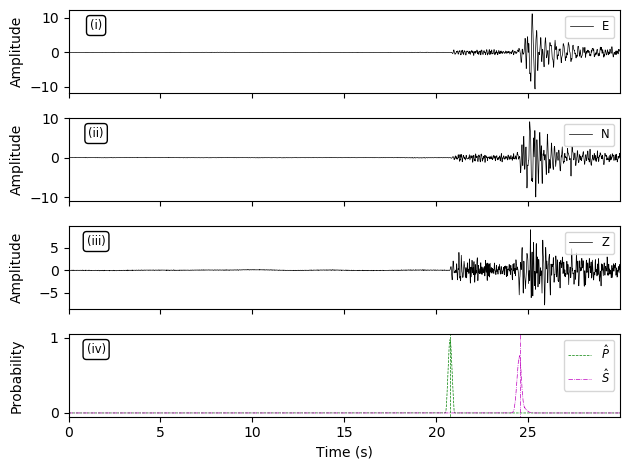 (i)
E
Amplitude
10
0
−10
(ii)
N
Amplitude
10
0
−10
(iii)
Z
Amplitude
5
0
−5
(iv)
P̂
Ŝ
Probability
1
0
0 5 10 15 20 25
Time (s)